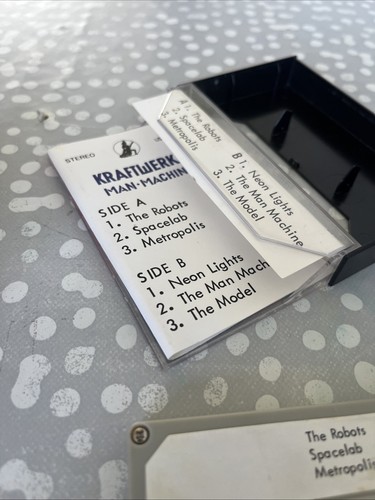 STEREO
KRAFTWERK
MAN·MACHIN
SIDE A
1. The Robots
2. Spacelab
3. Metropolis
SIDE B
1. Neon Lights
2. The Man Mach
3. The Model
A 1. The Robots
2. Spacelab
3. Metropolis
B 1. Neon Lights
2. The Man Machine
3. The Model
The Robots
Spacelab
Metropolis